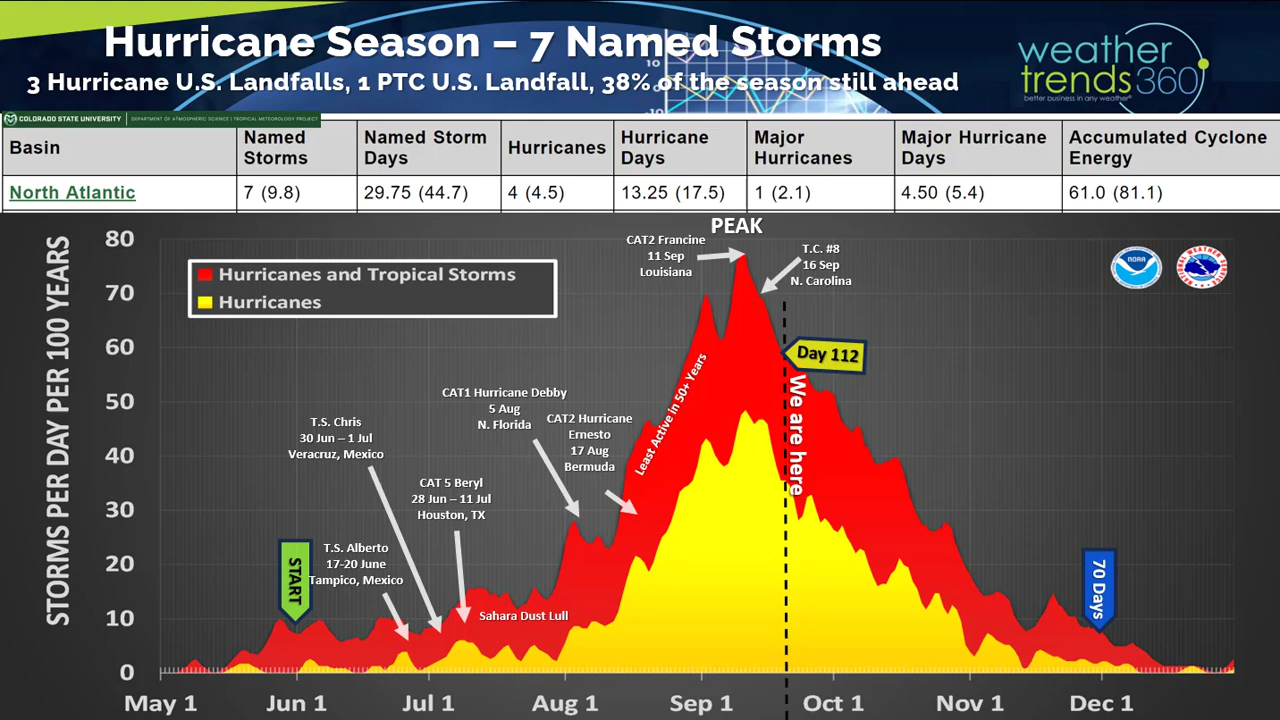 Hurricane Season – 7 Named Storms
3 Hurricane U.S. Landfalls, 1 PTC U.S. Landfall, 38% of the season still ahead
weather
trends360°
better business in any weather®
10
-10
COLORADO STATE UNIVERSITY DEPARTMENT OF ATMOSPHERIC SCIENCE | TROPICAL METEOROLOGY PROJECT
Basin
Named Storms
Named Storm Days
Hurricanes
Hurricane Days
Major Hurricanes
Major Hurricane Days
Accumulated Cyclone Energy
North Atlantic
7 (9.8)
29.75 (44.7)
4 (4.5)
13.25 (17.5)
1 (2.1)
4.50 (5.4)
61.0 (81.1)
PEAK
STORMS PER DAY PER 100 YEARS
80
70
60
50
40
30
20
10
0
Hurricanes and Tropical Storms
Hurricanes
CAT2 Francine
11 Sep
Louisiana
T.C. #8
16 Sep
N. Carolina
NOAA
NATIONAL WEATHER SERVICE
Day 112
We are here
Least Active in 50+ Years
CAT1 Hurricane Debby
5 Aug
N. Florida
CAT2 Hurricane
Ernesto
17 Aug
Bermuda
T.S. Chris
30 Jun – 1 Jul
Veracruz, Mexico
CAT 5 Beryl
28 Jun – 11 Jul
Houston, TX
START
T.S. Alberto
17-20 June
Tampico, Mexico
Sahara Dust Lull
70 Days
May 1
Jun 1
Jul 1
Aug 1
Sep 1
Oct 1
Nov 1
Dec 1